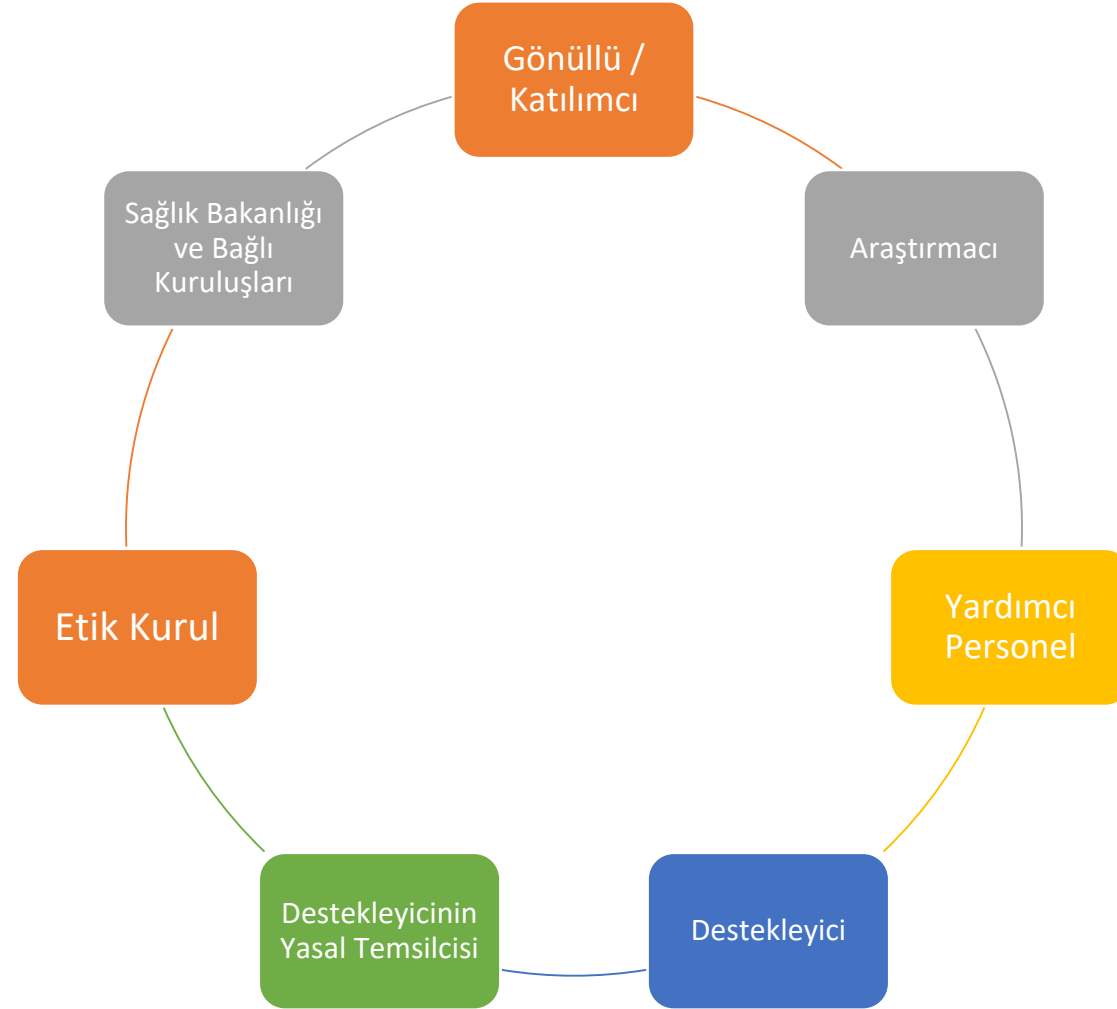 Gönüllü /
Katılımcı
Araştırmacı
Yardımcı
Personel
Destekleyici
Destekleyicinin
Yasal Temsilcisi
Etik Kurul
Sağlık Bakanlığı
ve Bağlı
Kuruluşları